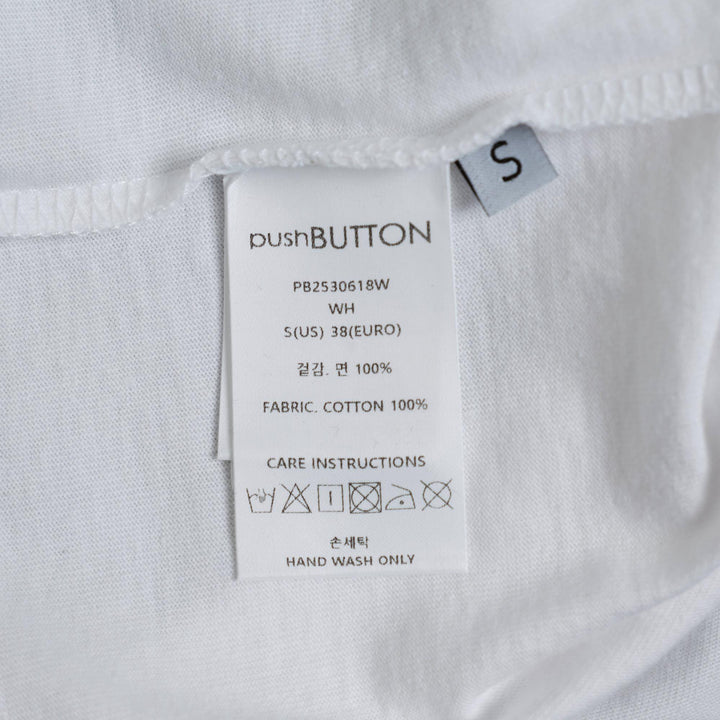 S
pushBUTTON
PB2530618W
WH
S(US) 38(EURO)
겉감. 면 100%
FABRIC. COTTON 100%
CARE INSTRUCTIONS
손세탁
HAND WASH ONLY